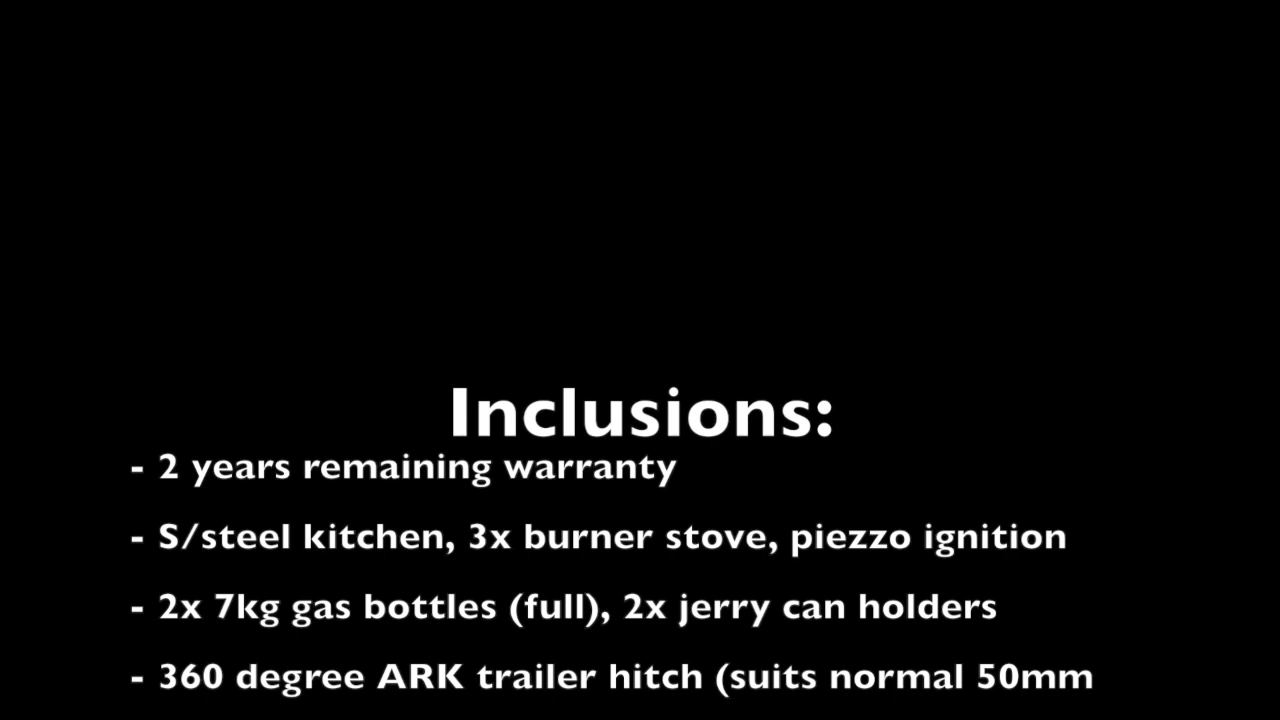 Inclusions:
- 2 years remaining warranty
- S/steel kitchen, 3x burner stove, piezzo ignition
- 2x 7kg gas bottles (full), 2x jerry can holders
- 360 degree ARK trailer hitch (suits normal 50mm